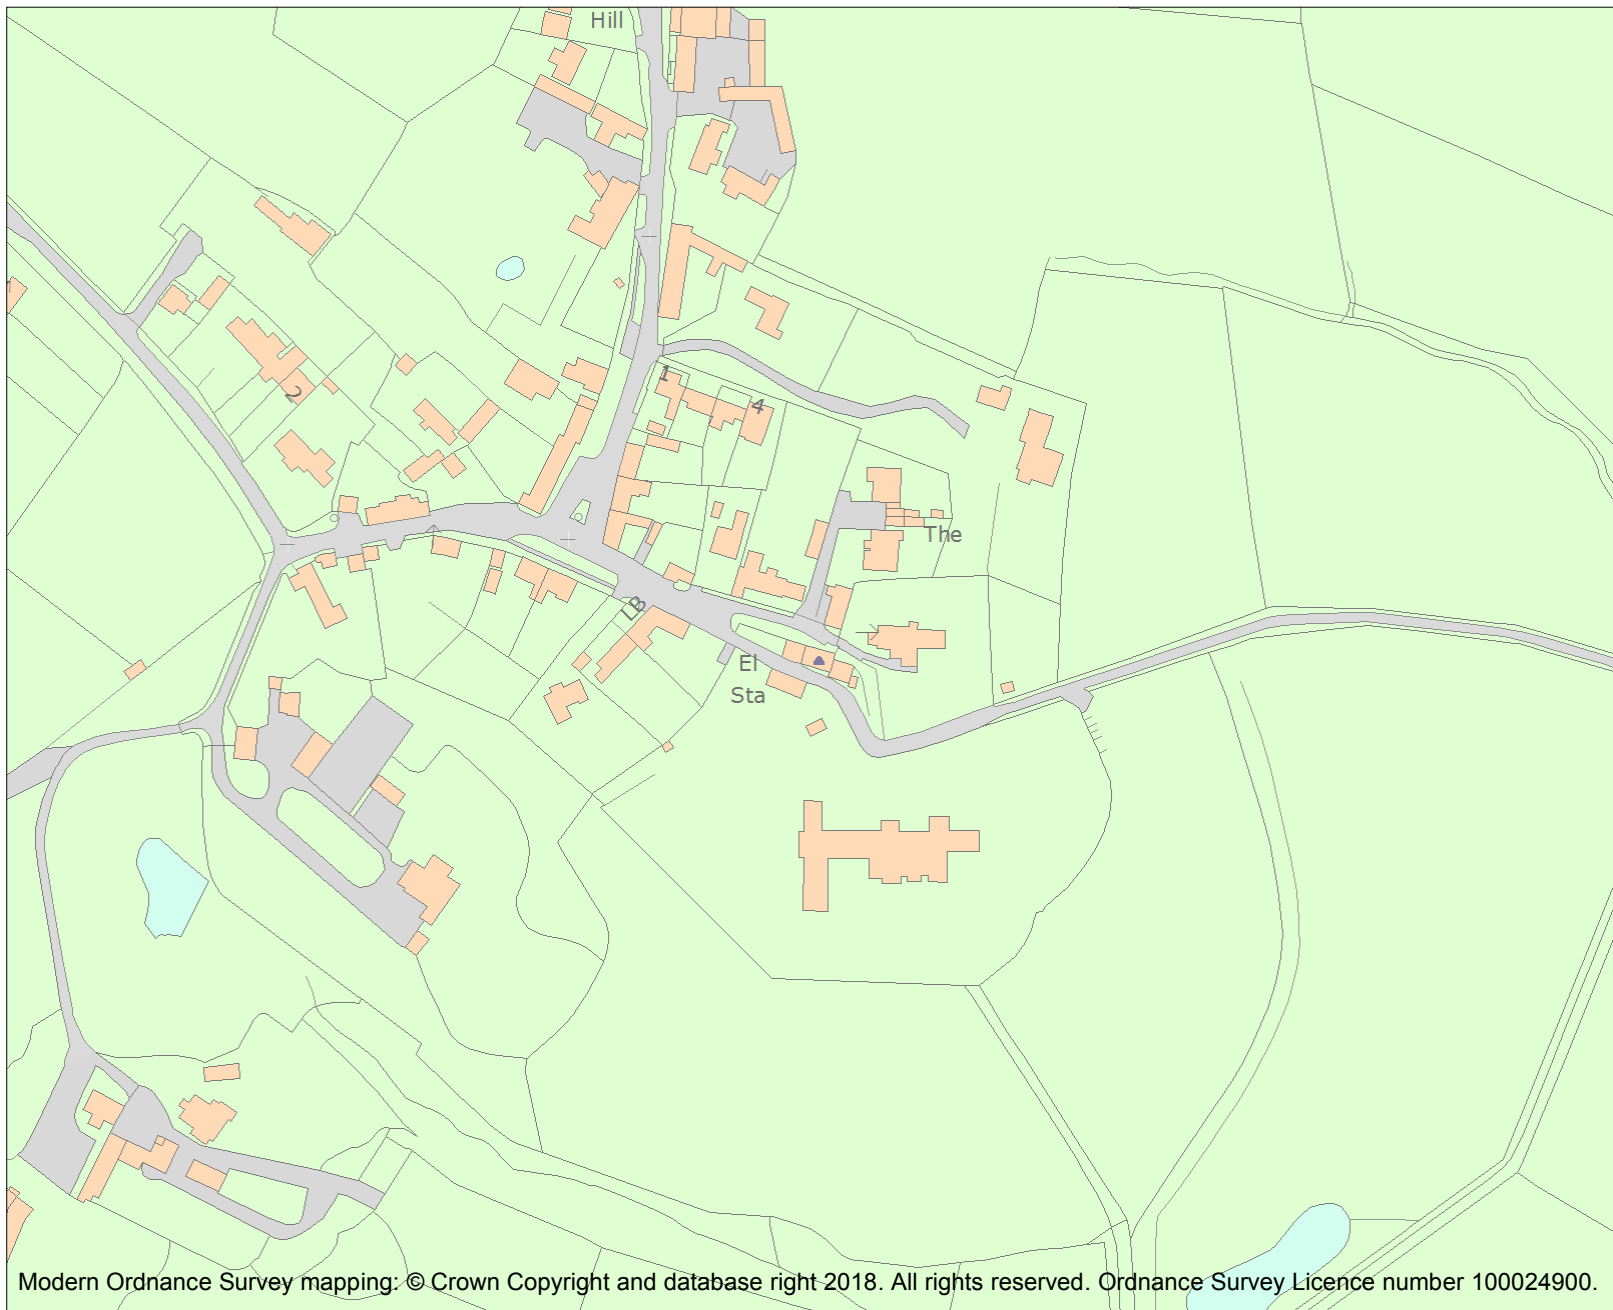 Hill
1
4
2
The
LB
El
Sta
Modern Ordnance Survey mapping: © Crown Copyright and database right 2018. All rights reserved. Ordnance Survey Licence number 100024900.